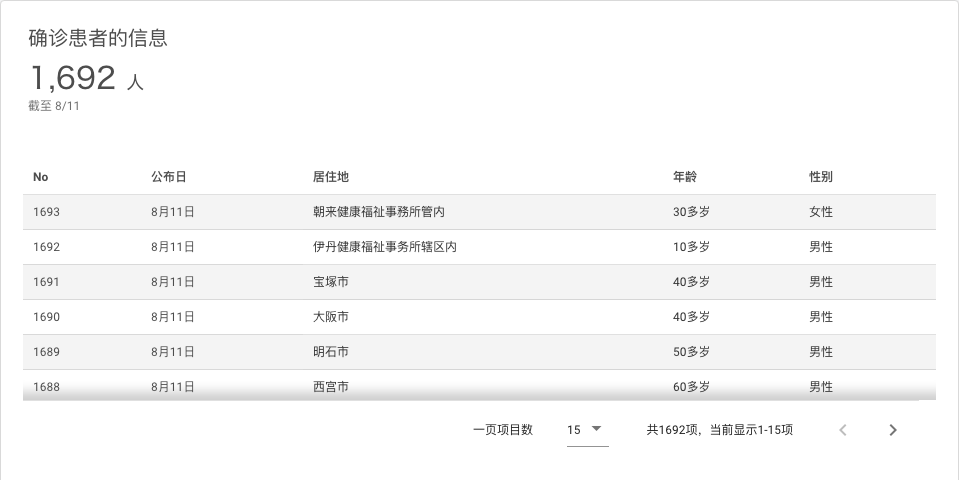 确诊患者的信息
1,692 人
截至 8/11
No 公布日 居住地 年龄 性别
1693 8月11日 朝来健康福祉事務所管内 30多岁 女性
1692 8月11日 伊丹健康福祉事务所辖区内 10多岁 男性
1691 8月11日 宝塚市 40多岁 男性
1690 8月11日 大阪市 40多岁 男性
1689 8月11日 明石市 50多岁 男性
1688 8月11日 西宫市 60多岁 男性
一页项目数 15 共1692项，当前显示1-15项